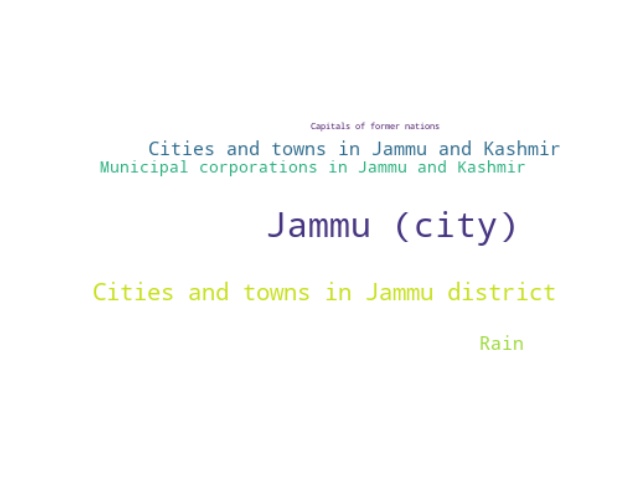 Capitals of former nations
Cities and towns in Jammu and Kashmir
Municipal corporations in Jammu and Kashmir
Jammu (city)
Cities and towns in Jammu district
Rain